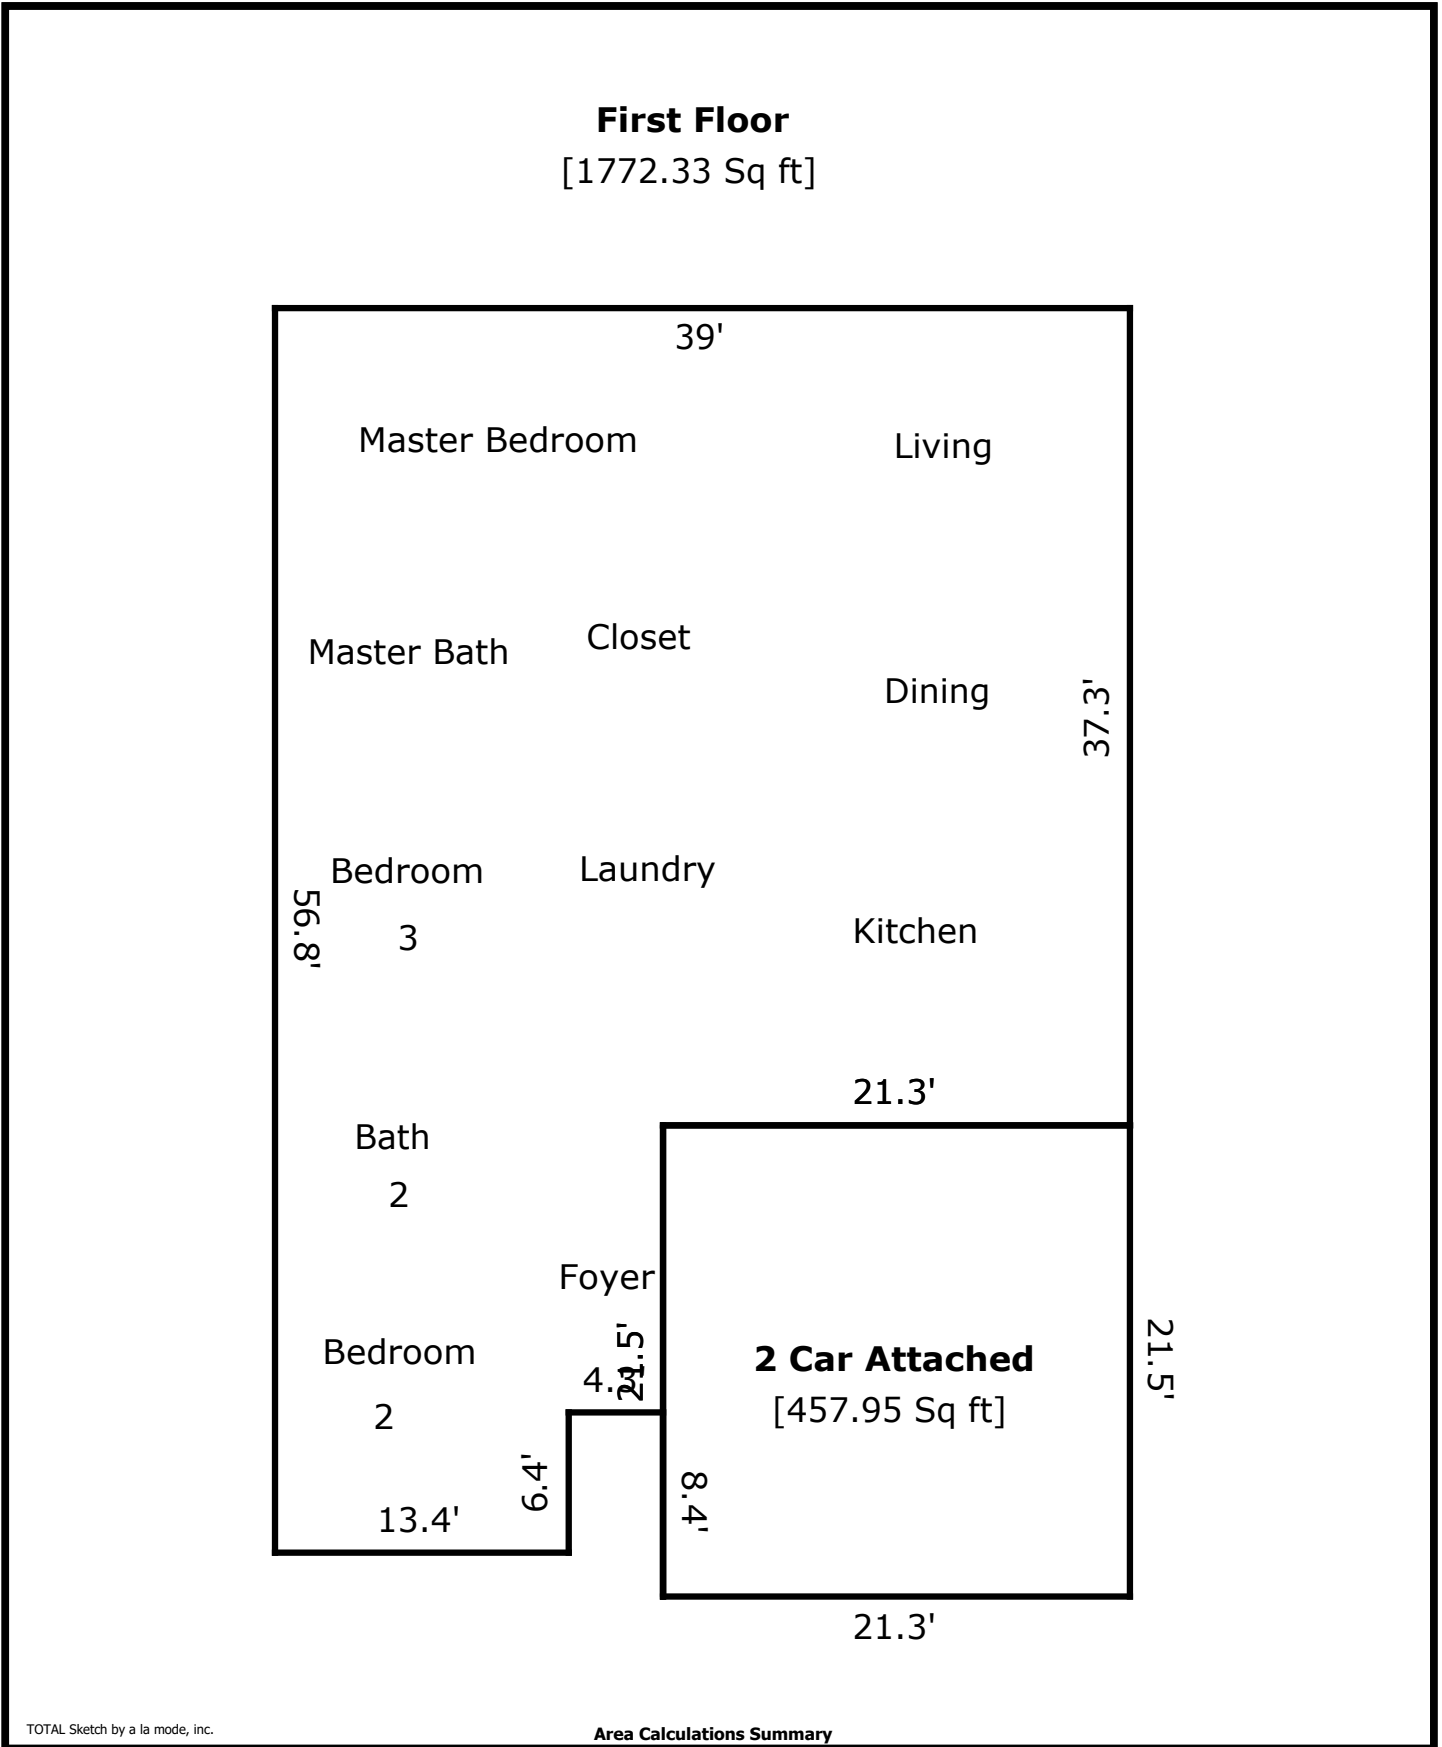 First Floor
[1772.33 Sq ft]
39'
Master Bedroom
Living
Closet
Master Bath
Dining
37.3'
Bedroom
3
Laundry
56.8'
Kitchen
21.3'
Bath
2
Foyer
21.5'
4.3'
Bedroom
2
2 Car Attached
[457.95 Sq ft]
21.5'
6.4'
8.4'
13.4'
21.3'
TOTAL Sketch by a la mode, inc.
Area Calculations Summary